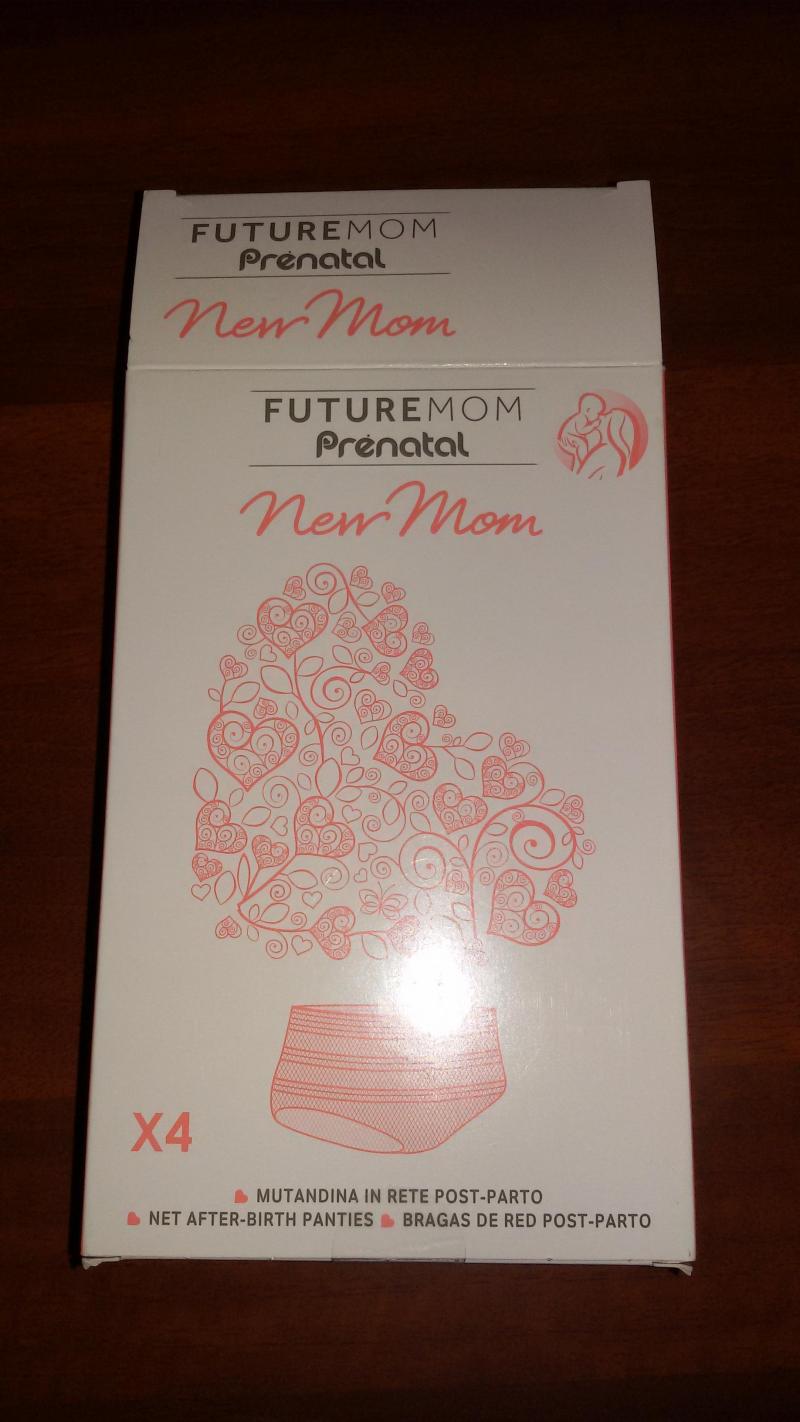 FUTUREMOM
Prénatal
New Mom
FUTUREMOM
Prénatal
New Mom
X4
MUTANDINA IN RETE POST-PARTO
NET AFTER-BIRTH PANTIES BRAGAS DE RED POST-PARTO